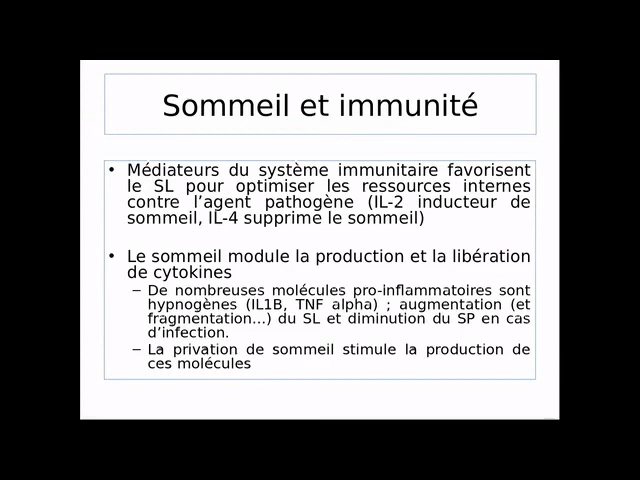 Sommeil et immunité
• Médiateurs du système immunitaire favorisent
le SL pour optimiser les ressources internes
contre l’agent pathogène (IL-2 inducteur de
sommeil, IL-4 supprime le sommeil)
• Le sommeil module la production et la libération
de cytokines
– De nombreuses molécules pro-inflammatoires sont
hypnogènes (IL1B, TNF alpha) ; augmentation (et
fragmentation…) du SL et diminution du SP en cas
d’infection.
– La privation de sommeil stimule la production de
ces molécules